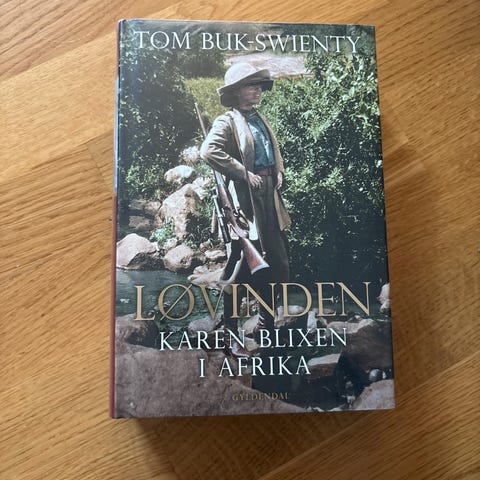 TOM BUK-SWIENTY
LØVINDEN
KAREN BLIXEN
I AFRIKA
GYLDENDAL